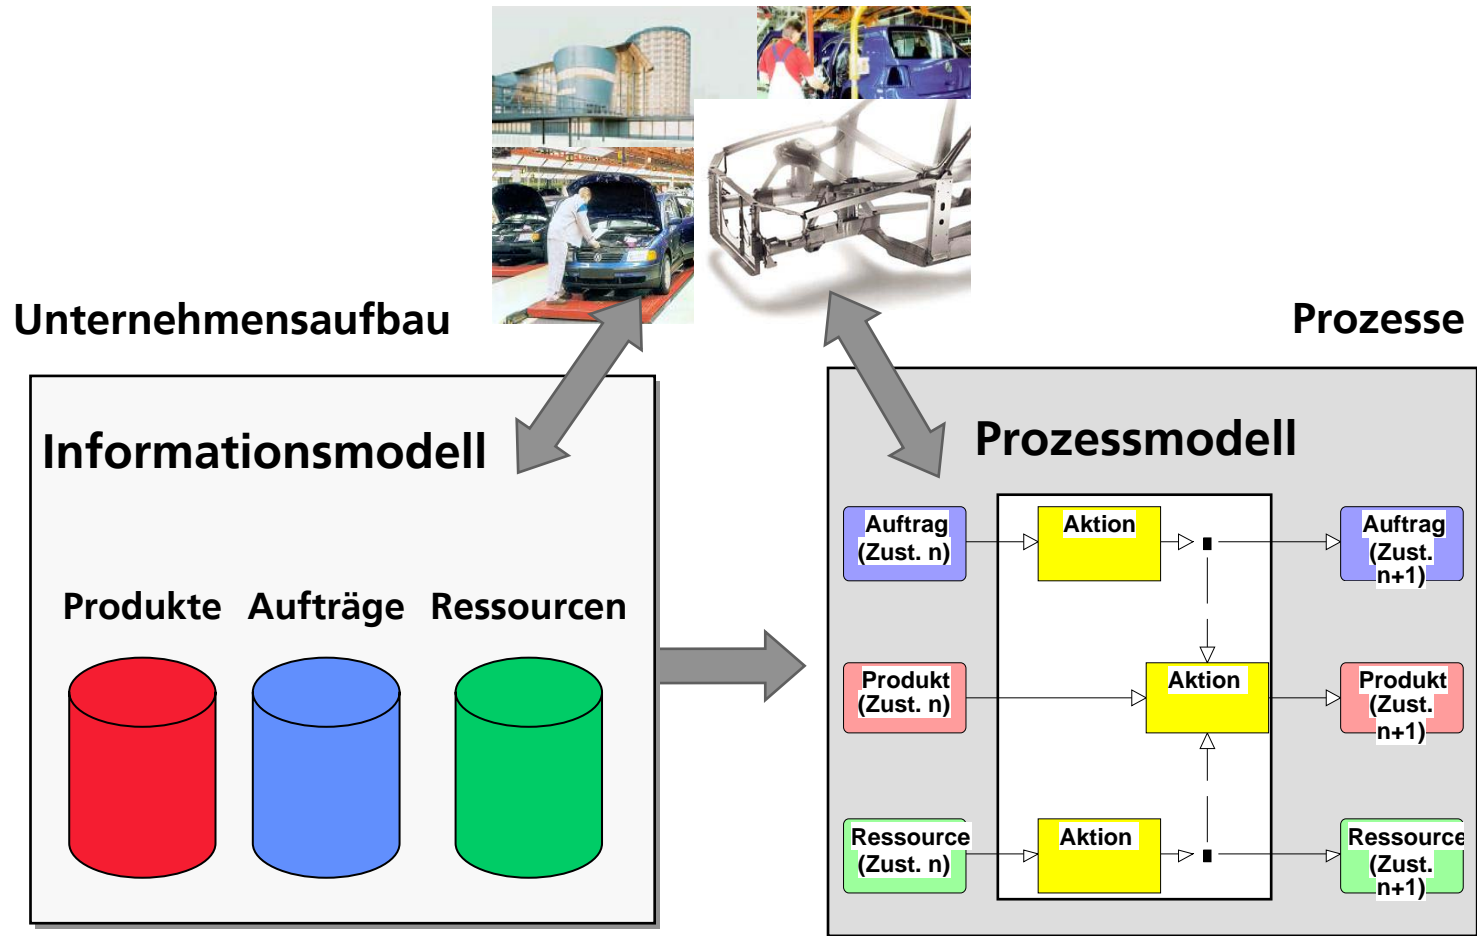 Unternehmensaufbau
Prozesse
Informationsmodell
Produkte Aufträge Ressourcen
Prozessmodell
Auftrag
(Zust. n)
Aktion
Auftrag
(Zust.
n+1)
Produkt
(Zust. n)
Aktion
Produkt
(Zust.
n+1)
Ressource
(Zust. n)
Aktion
Ressource
(Zust.
n+1)